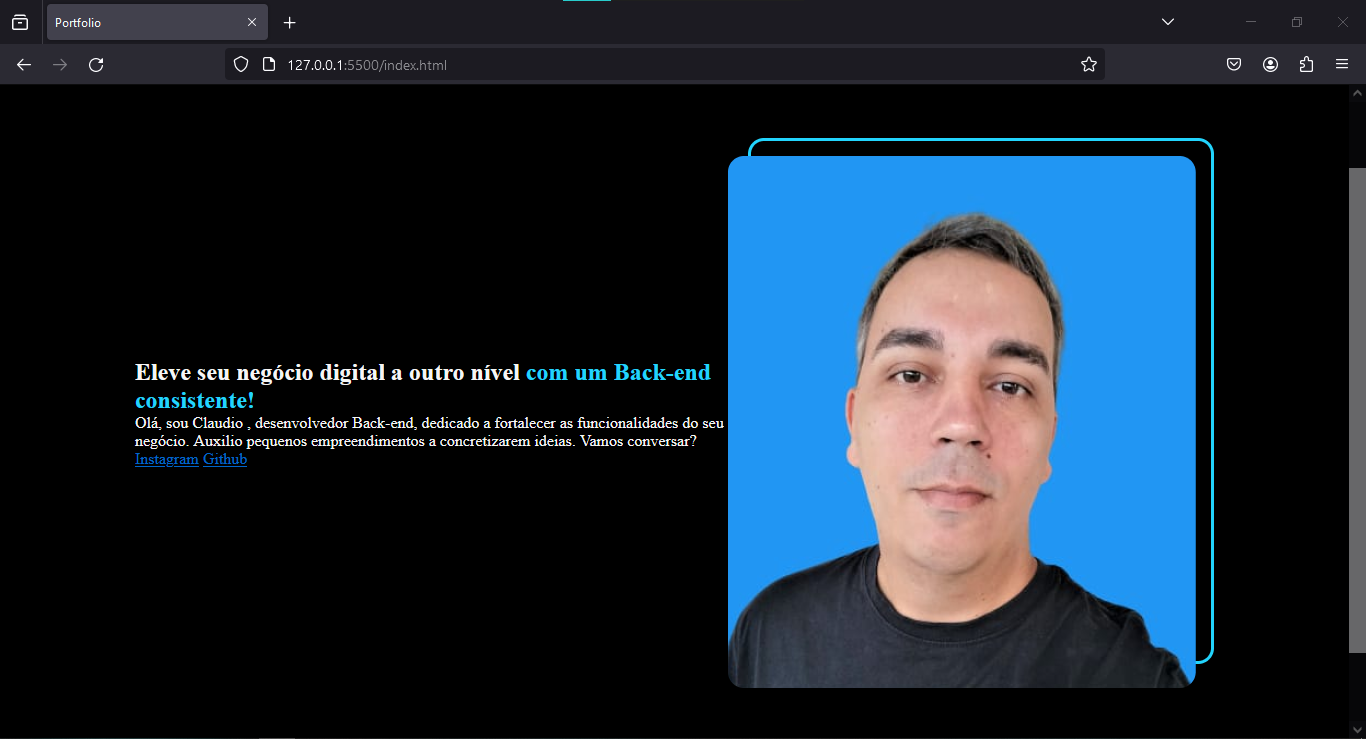 Portfolio
127.0.0.1:5500/index.html
Eleve seu negócio digital a outro nível com um Back-end
consistente!
Olá, sou Claudio , desenvolvedor Back-end, dedicado a fortalecer as funcionalidades do seu
negócio. Auxilio pequenos empreendimentos a concretizarem ideias. Vamos conversar?
Instagram Github